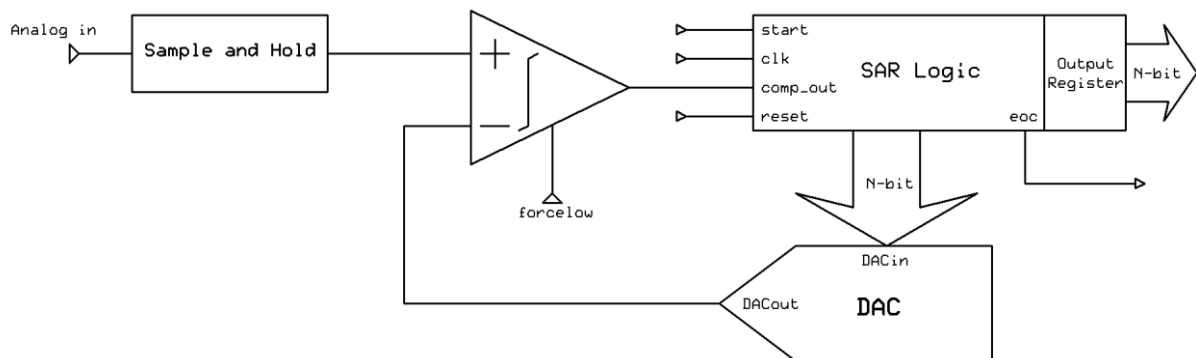 Analog in
Sample and Hold
+
−
forcelow
start
clk
comp_out
reset
SAR Logic
eoc
Output
Register
N-bit
N-bit
DACin
DACout
DAC